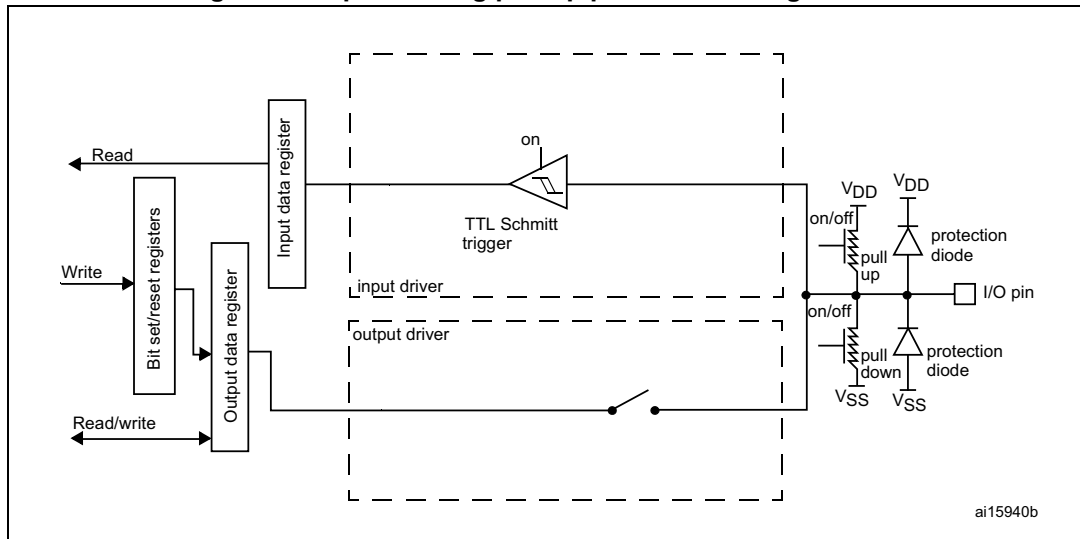 on
Read
Input data register
TTL Schmitt
trigger
input driver
Write
Bit set/reset registers
Output data register
Read/write
output driver
VDD
VDD
on/off
pull
up
protection
diode
I/O pin
on/off
pull
down
protection
diode
VSS
VSS
ai15940b